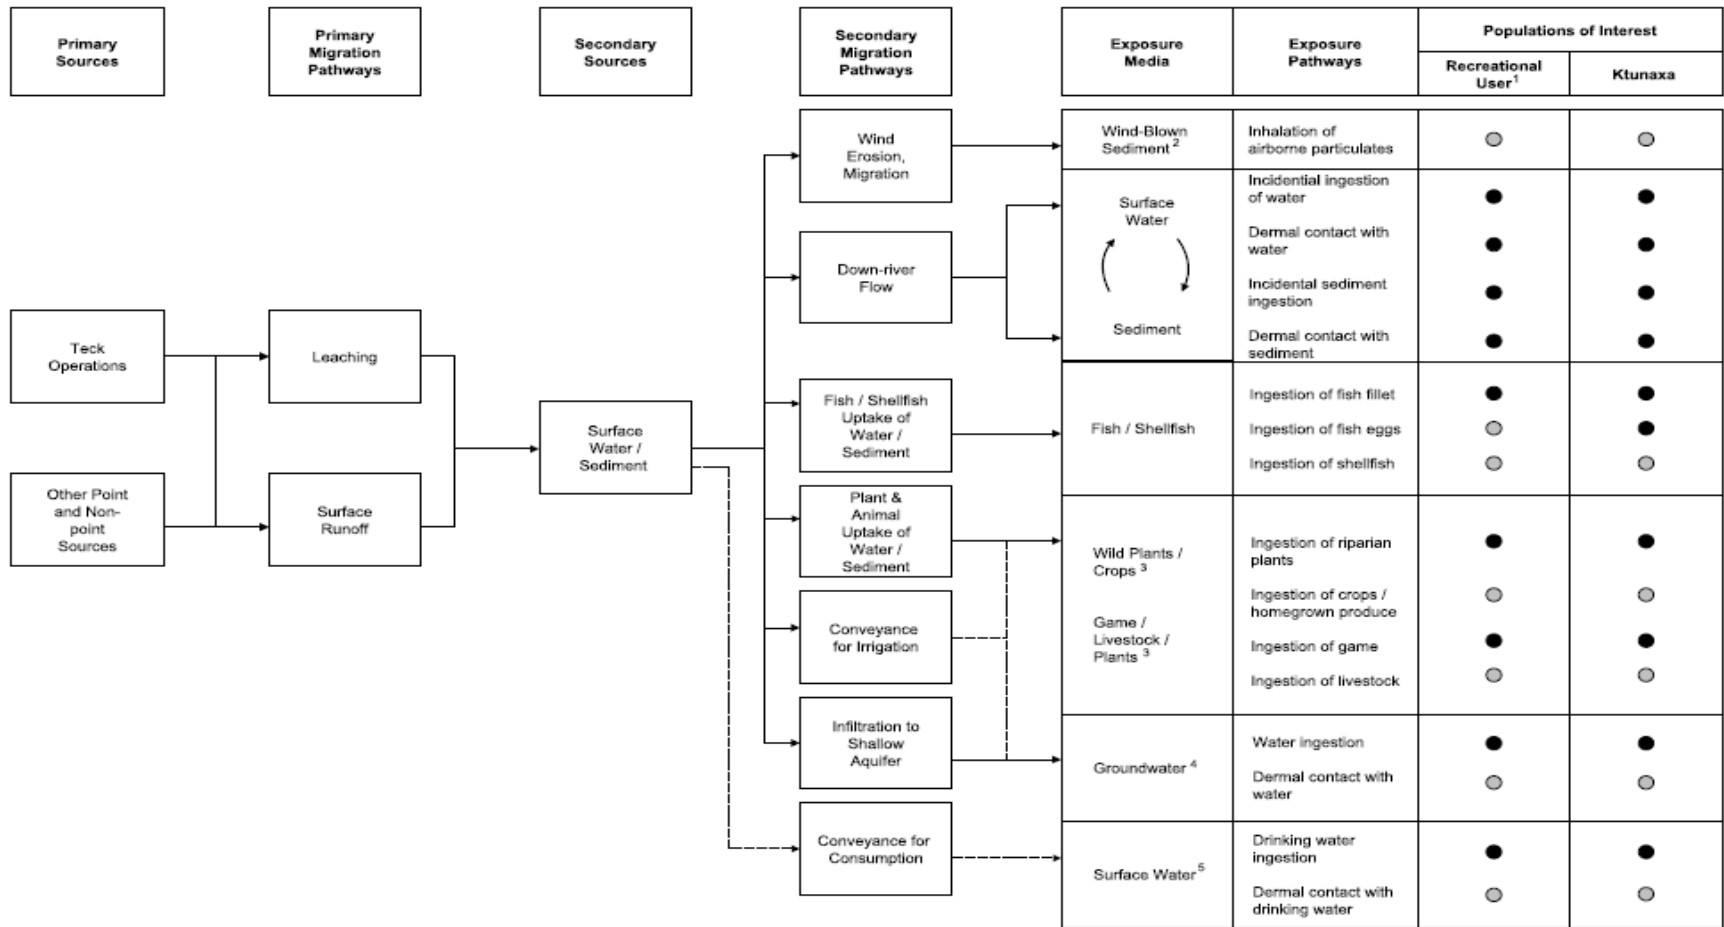 Primary
Sources
Primary
Migration
Pathways
Secondary
Sources
Secondary
Migration
Pathways
Exposure
Media
Exposure
Pathways
Populations of Interest
Recreational
User1
Ktunaxa
Wind
Erosion,
Migration
Wind-Blown
Sediment 2
Inhalation of
airborne particulates
Down-river
Flow
Surface
Water
Sediment
Incidential ingestion
of water
Dermal contact with
water
Incidental sediment
ingestion
Dermal contact with
sediment
Teck
Operations
Leaching
Other Point
and Non-
point
Sources
Surface
Runoff
Surface
Water /
Sediment
Fish / Shellfish
Uptake of
Water /
Sediment
Fish / Shellfish
Ingestion of fish fillet
Ingestion of fish eggs
Ingestion of shellfish
Plant &
Animal
Uptake of
Water /
Sediment
Conveyance
for Irrigation
Wild Plants /
Crops 3
Game /
Livestock /
Plants 3
Ingestion of riparian
plants
Ingestion of crops /
homegrown produce
Ingestion of game
Ingestion of livestock
Infiltration to
Shallow
Aquifer
Groundwater 4
Water ingestion
Dermal contact with
water
Conveyance for
Consumption
Surface Water5
Drinking water
ingestion
Dermal contact with
drinking water